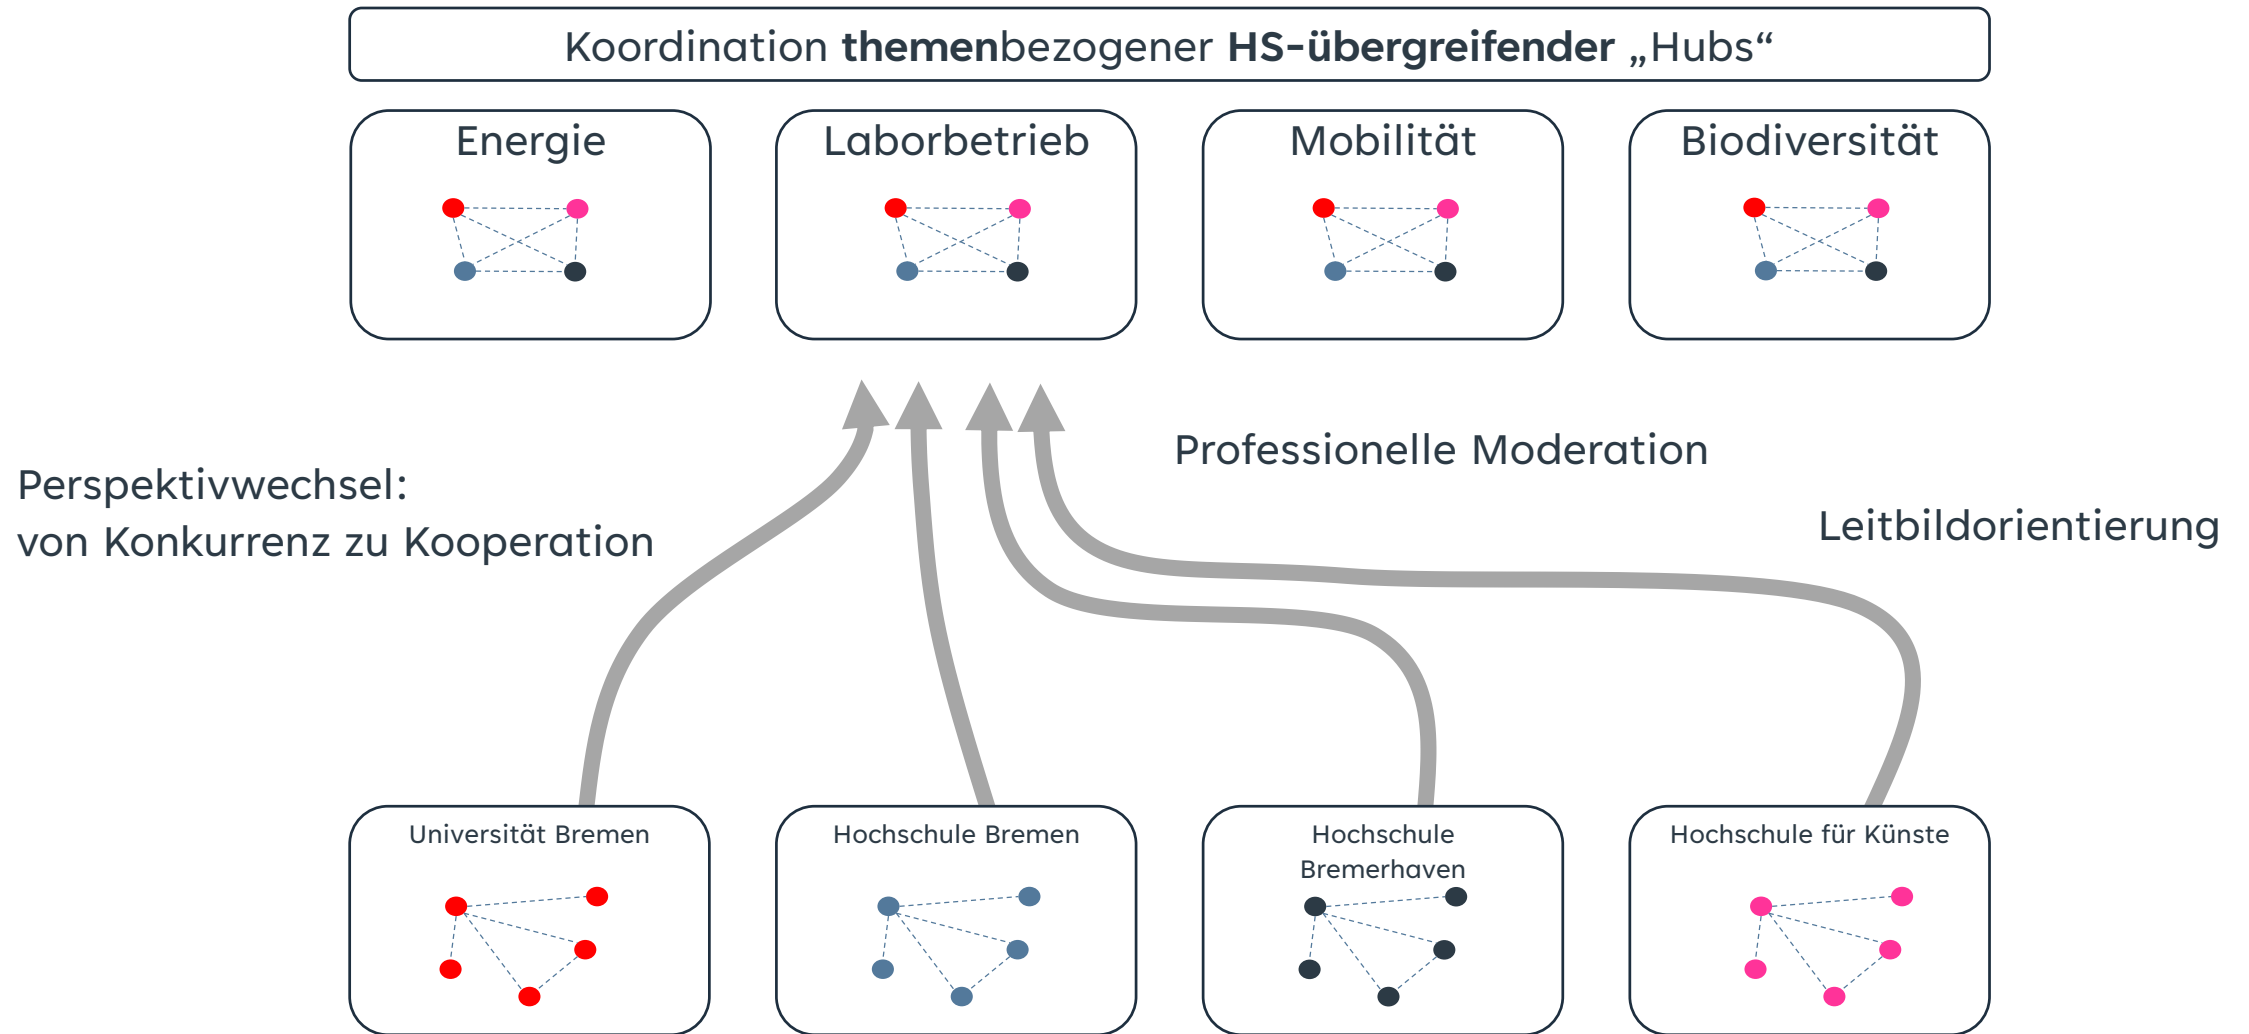 Koordination themenbezogener HS-übergreifender „Hubs“
Energie
Laborbetrieb
Mobilität
Biodiversität
Professionelle Moderation
Perspektivwechsel:
von Konkurrenz zu Kooperation
Leitbildorientierung
Universität Bremen
Hochschule Bremen
Hochschule
Bremerhaven
Hochschule für Künste